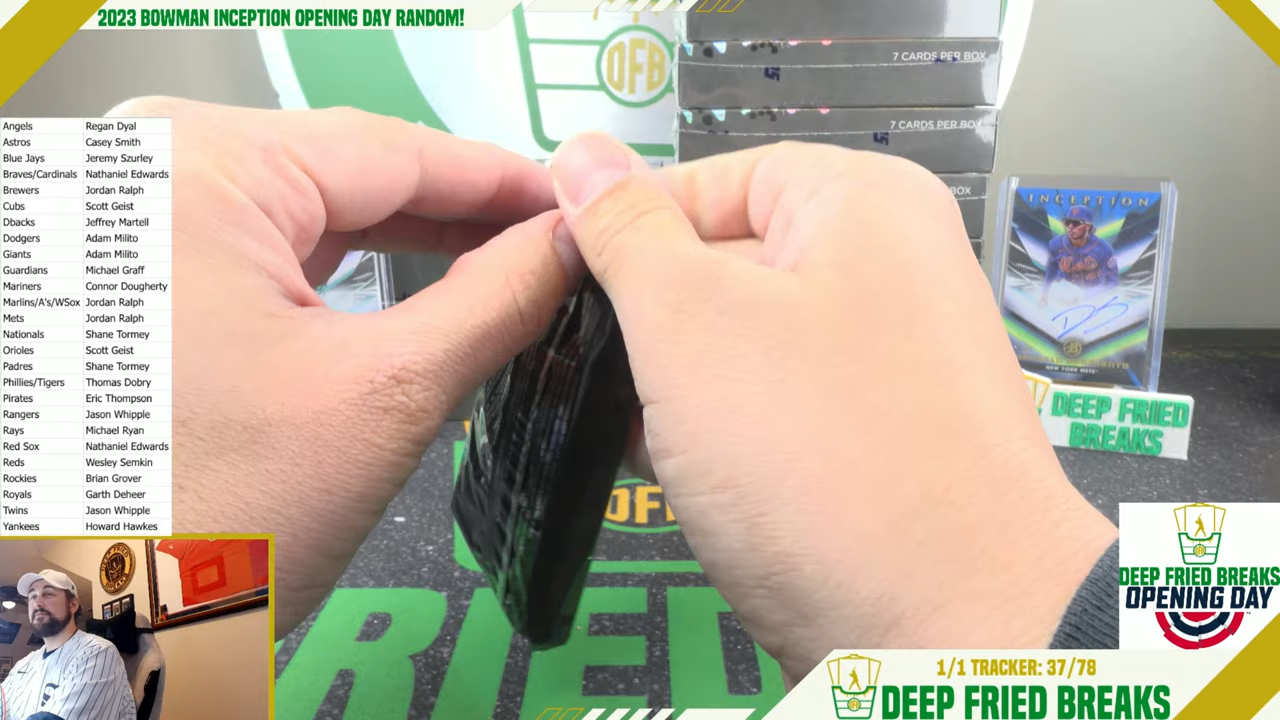 2023 BOWMAN INCEPTION OPENING DAY RANDOM!
OFB
7 CARDS PER BOX
7 CARDS PER BOX
BOX
Angels Regan Dyal
Astros Casey Smith
Blue Jays Jeremy Szurley
Braves/Cardinals Nathaniel Edwards
Brewers Jordan Ralph
Cubs Scott Geist
Dbacks Jeffrey Martell
Dodgers Adam Milito
Giants Adam Milito
Guardians Michael Graff
Mariners Connor Dougherty
Marlins/A's/WSox Jordan Ralph
Mets Jordan Ralph
Nationals Shane Tormey
Orioles Scott Geist
Padres Shane Tormey
Phillies/Tigers Thomas Dobry
Pirates Eric Thompson
Rangers Jason Whipple
Rays Michael Ryan
Red Sox Nathaniel Edwards
Reds Wesley Semkin
Rockies Brian Grover
Royals Garth Deheer
Twins Jason Whipple
Yankees Howard Hawkes
INCEPTION
Mets
NEW YORK METS
DEEP FRIED
BREAKS
OF
RIED
DEEP FRIED BREAKS
OPENING DAY
1/1 TRACKER: 37/78
DEEP FRIED BREAKS